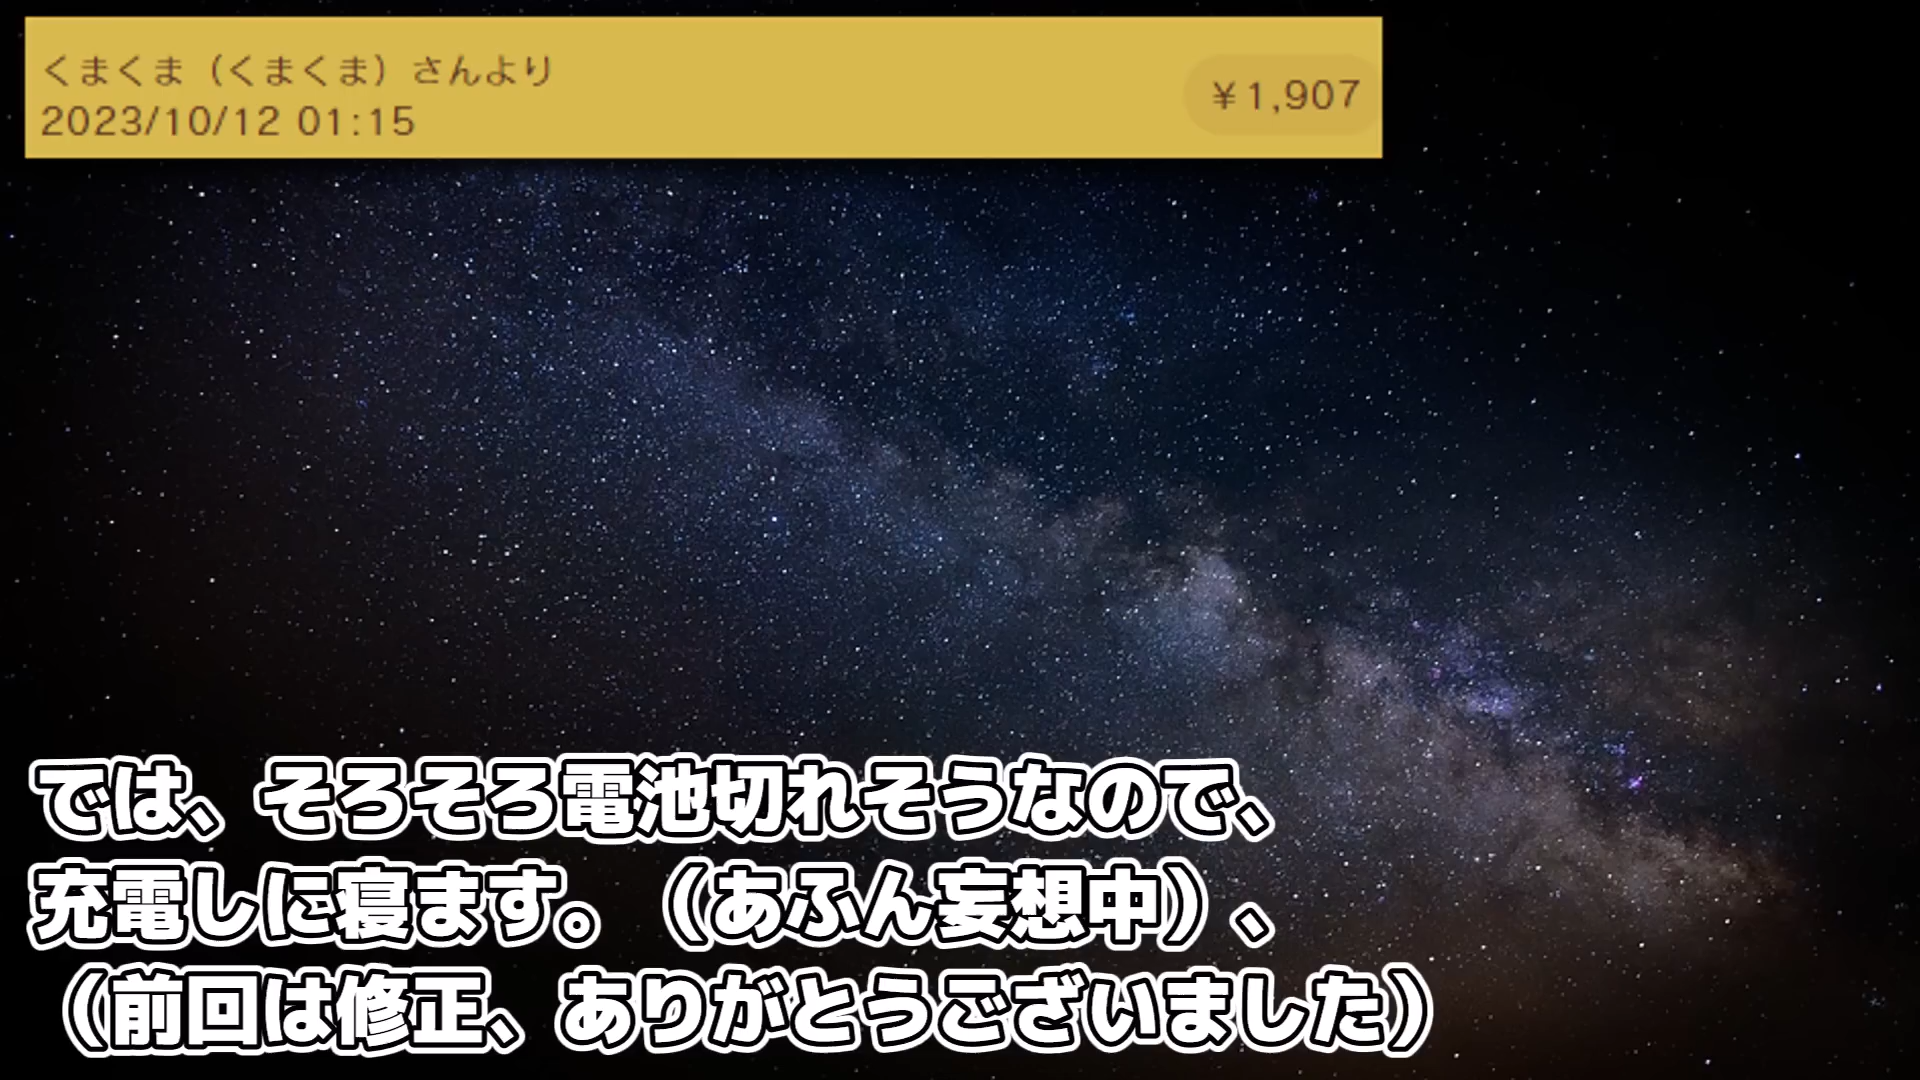 くまくま（くまくま）さんより
2023/10/12 01:15
￥1,907
では、そろそろ電池切れそうなので、
充電しに寝ます。（あふん妄想中）、
（前回は修正、ありがとうございました）